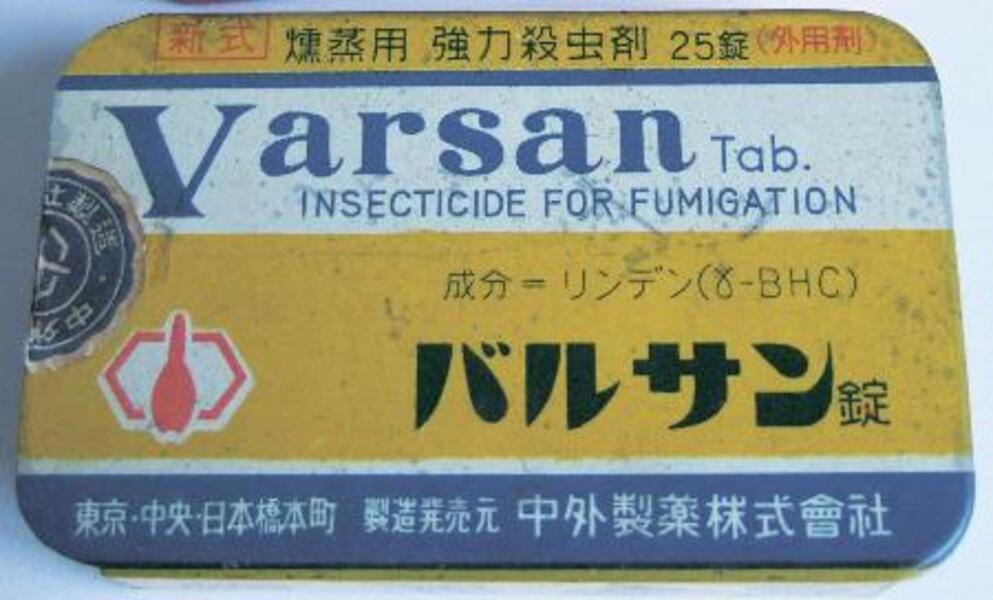 新式 燻蒸用 強力殺虫剤 25錠(外用剤)
Varsan Tab.
INSECTICIDE FOR FUMIGATION
成分=リンデン(γ-BHC)
バルサン錠
東京・中央・日本橋本町 製造発売元 中外製薬株式會社